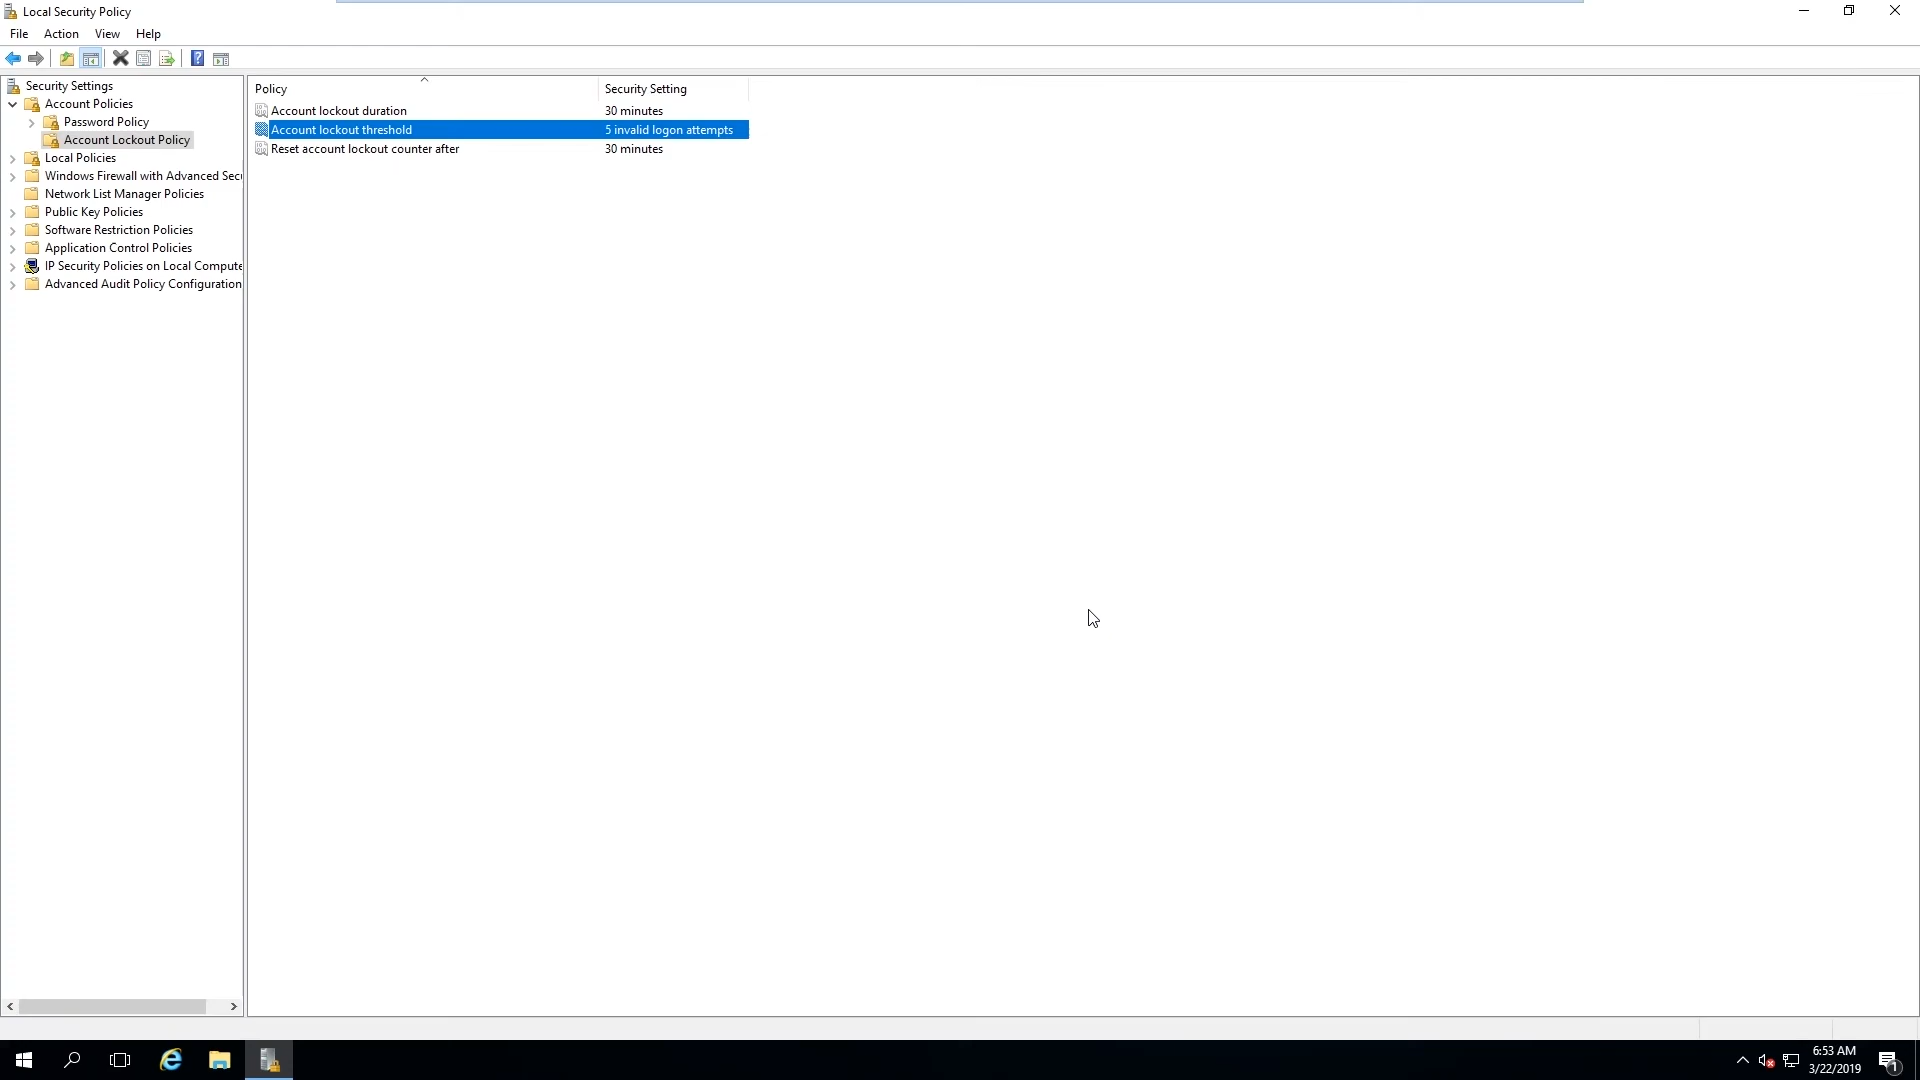 Local Security Policy
File Action View Help
Security Settings
Account Policies
Password Policy
Account Lockout Policy
Local Policies
Windows Firewall with Advanced Secu
Network List Manager Policies
Public Key Policies
Software Restriction Policies
Application Control Policies
IP Security Policies on Local Compute
Advanced Audit Policy Configuration
Policy Security Setting
Account lockout duration 30 minutes
Account lockout threshold 5 invalid logon attempts
Reset account lockout counter after 30 minutes
6:53 AM
3/22/2019
1